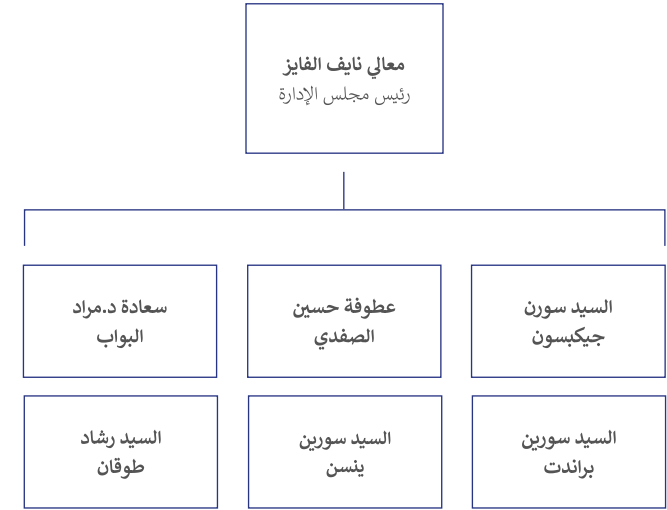 معالي نايف الفايز
رئيس مجلس الإدارة
السيد سورن
جيكبسون
عطوفة حسين
الصفدي
سعادة د.مراد
البواب
السيد سورين
براندت
السيد سورين
ينسن
السيد رشاد
طوقان